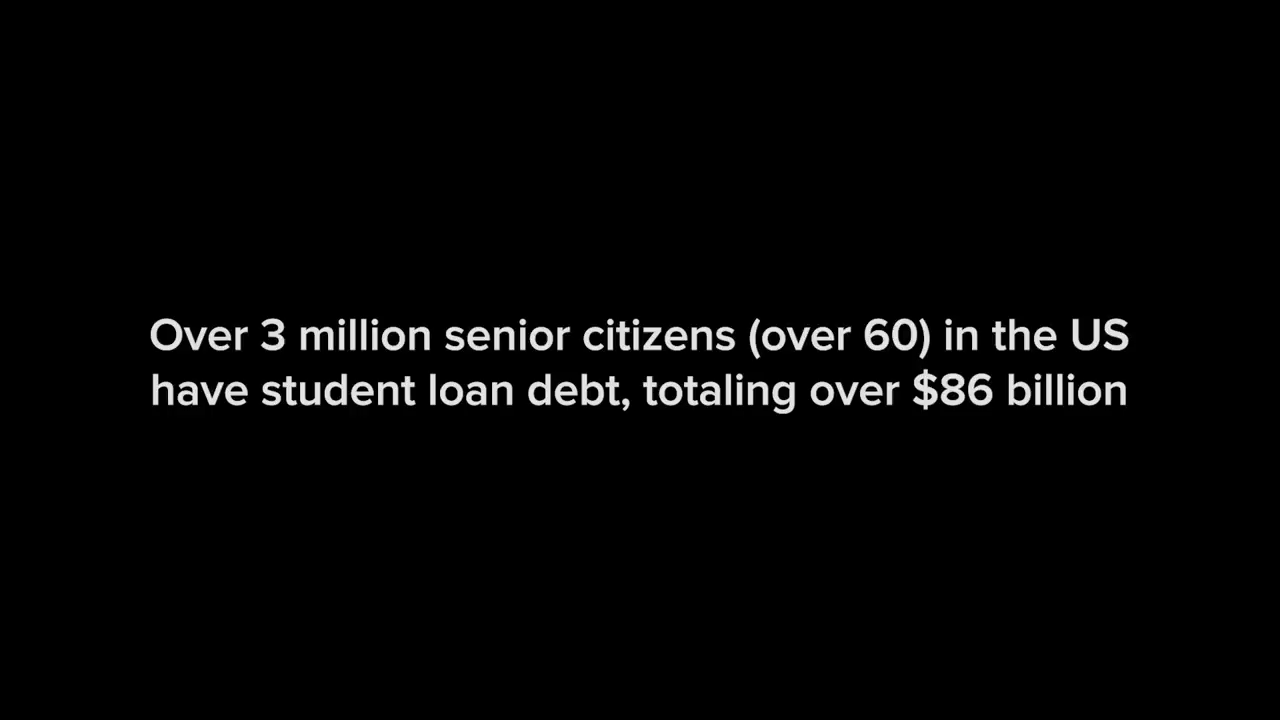 Over 3 million senior citizens (over 60) in the US
have student loan debt, totaling over $86 billion